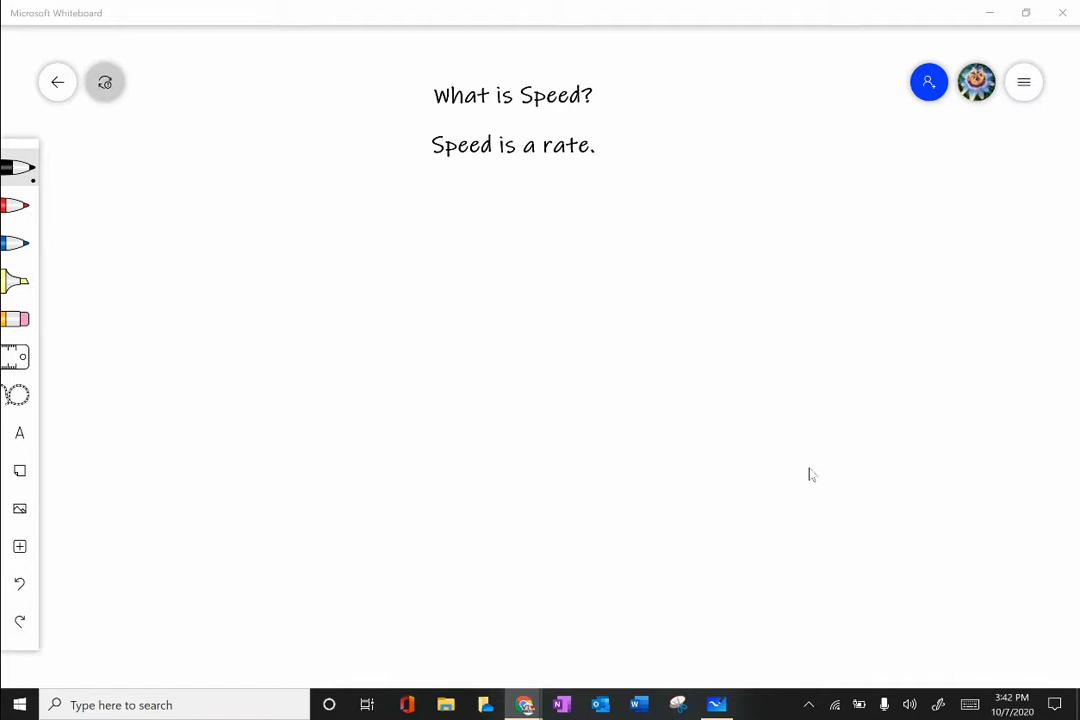 Microsoft Whiteboard
What is Speed?
Speed is a rate.
A
Type here to search
3:42 PM
10/7/2020